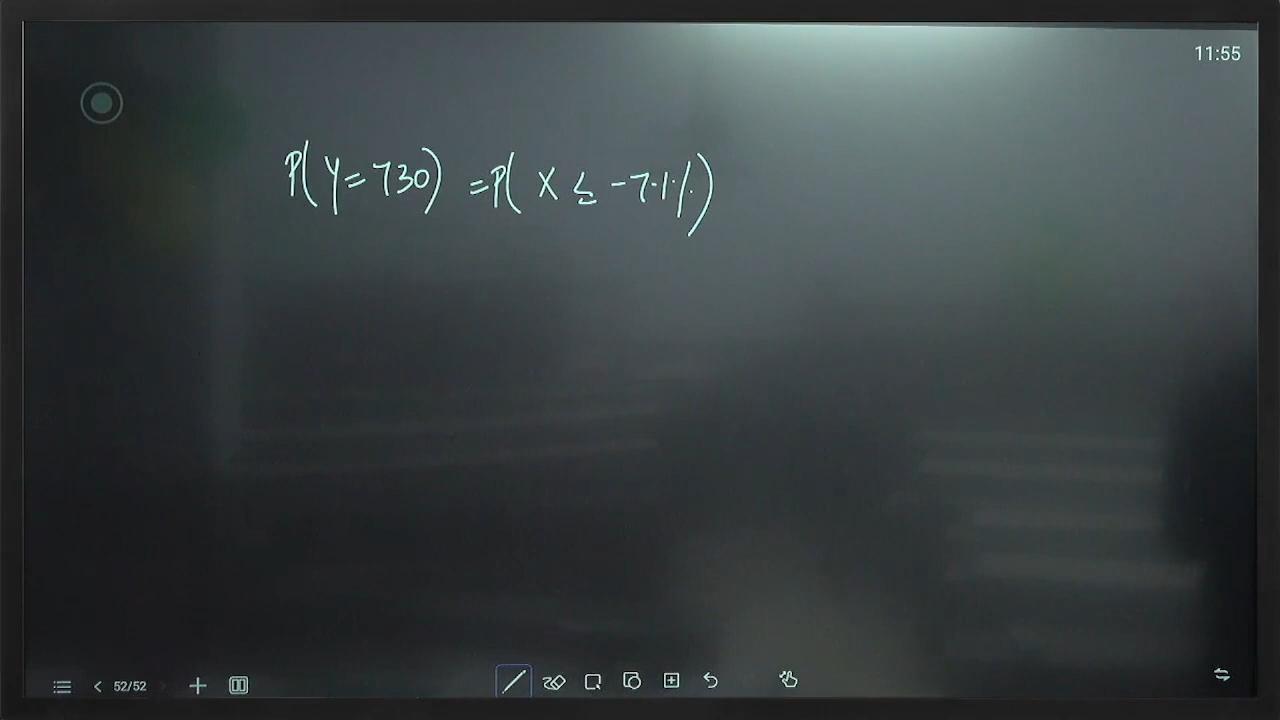 11:55
P(Y=730) =P( X ≤ -7.1%)
52/52